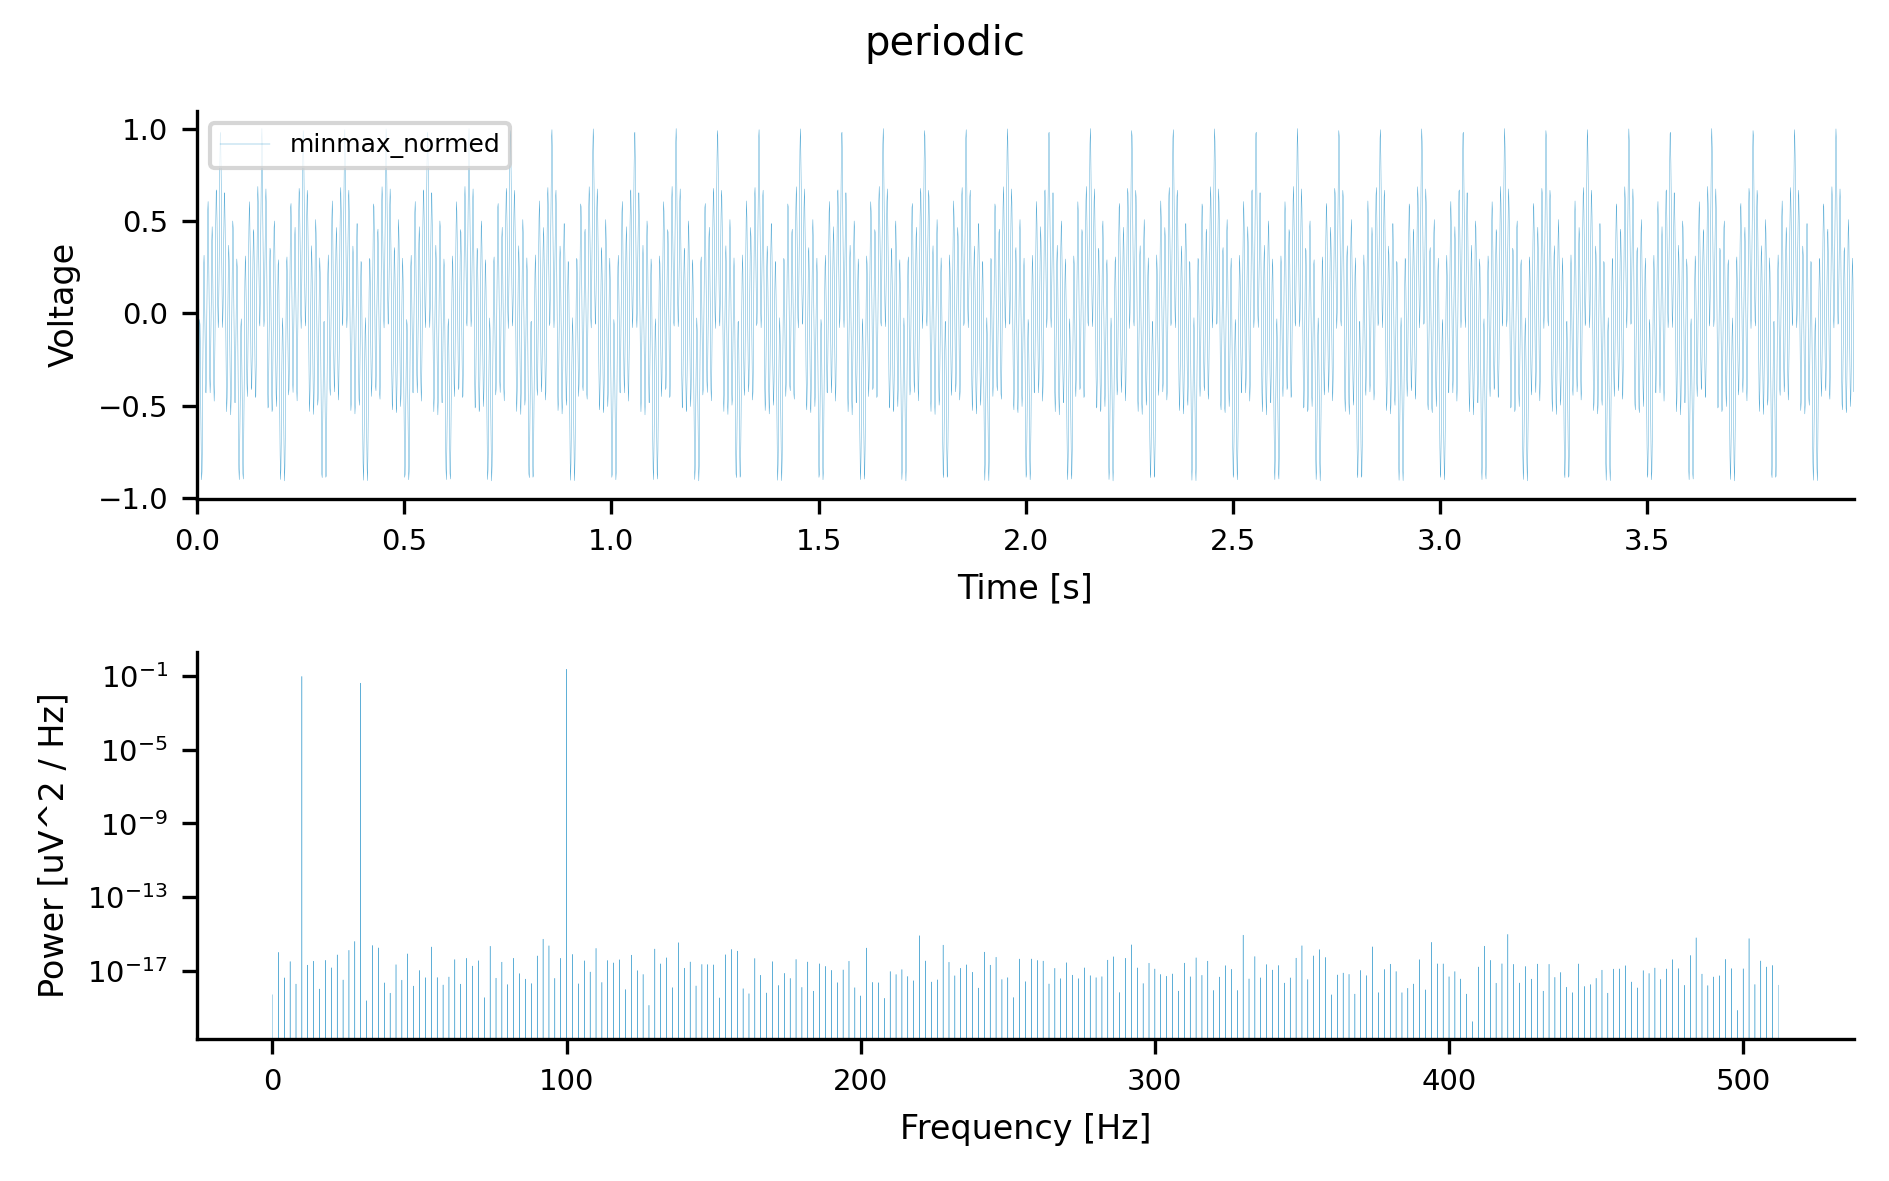 periodic
minmax_normed
Voltage
1.0
0.5
0.0
−0.5
−1.0
0.0 0.5 1.0 1.5 2.0 2.5 3.0 3.5
Time [s]
Power [uV^2 / Hz]
10⁻¹
10⁻⁵
10⁻⁹
10⁻¹³
10⁻¹⁷
0 100 200 300 400 500
Frequency [Hz]